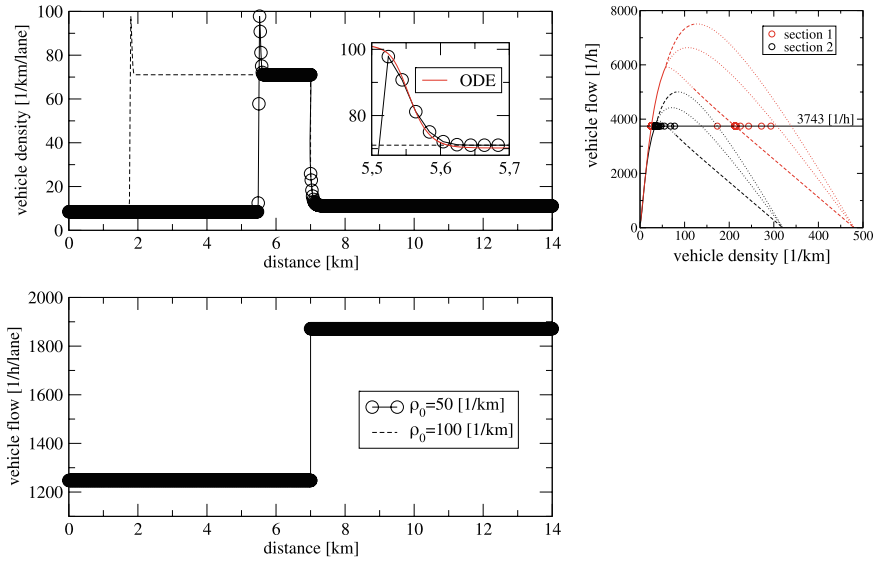 vehicle density [1/km/lane]
100
80
60
40
20
0
0 2 4 6 8 10 12 14
distance [km]
100
80
5,5 5,6 5,7
ODE
vehicle flow [1/h]
8000
6000
4000
2000
0
0 100 200 300 400 500
vehicle density [1/km]
section 1
section 2
3743 [1/h]
vehicle flow [1/h/lane]
2000
1800
1600
1400
1200
0 2 4 6 8 10 12 14
distance [km]
ρ₀=50 [1/km]
ρ₀=100 [1/km]